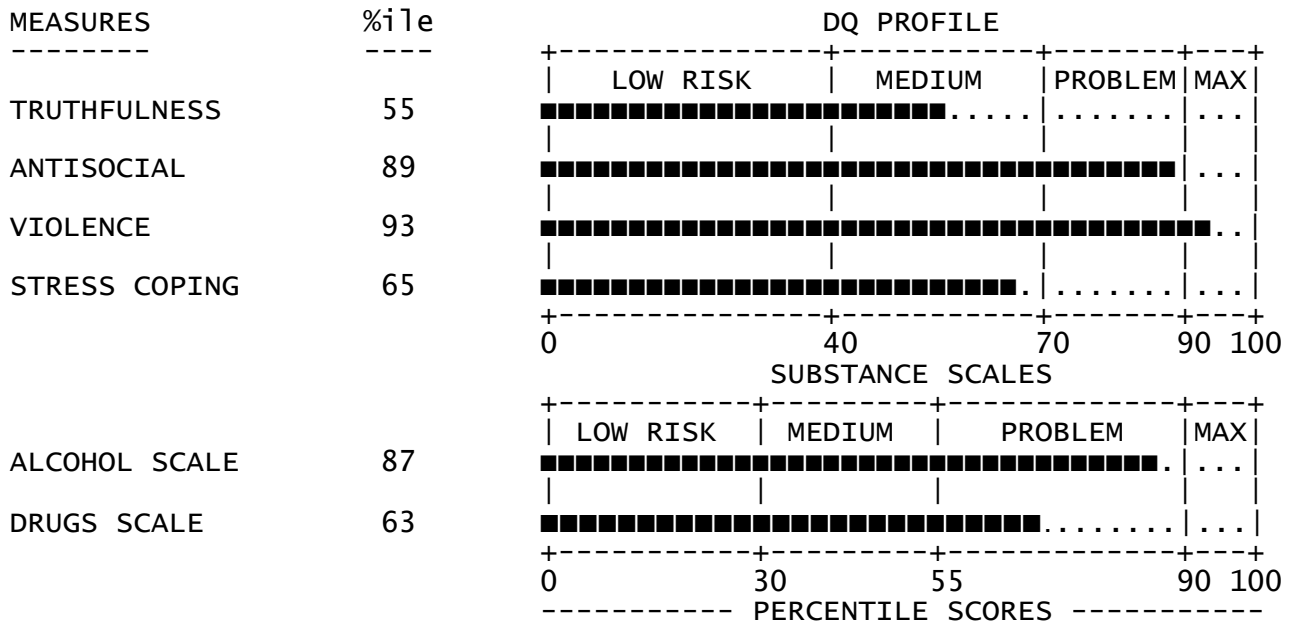 MEASURES %ile DQ PROFILE
-------- ---- +---------------+-----------+-------+---+
| LOW RISK | MEDIUM |PROBLEM|MAX|
TRUTHFULNESS 55 ■■■■■■■■■■■■■■■■■■■■■■■.....|.......|...|
| | | | |
ANTISOCIAL 89 ■■■■■■■■■■■■■■■■■■■■■■■■■■■■■■■■■■■■|...|
| | | | |
VIOLENCE 93 ■■■■■■■■■■■■■■■■■■■■■■■■■■■■■■■■■■■■■■..|
| | | | |
STRESS COPING 65 ■■■■■■■■■■■■■■■■■■■■■■■■■■■.|.......|...|
+---------------+-----------+-------+---+
0 40 70 90 100
SUBSTANCE SCALES
+-----------+---------+-------------+---+
| LOW RISK | MEDIUM | PROBLEM |MAX|
ALCOHOL SCALE 87 ■■■■■■■■■■■■■■■■■■■■■■■■■■■■■■■■■■■.|...|
| | | | |
DRUGS SCALE 63 ■■■■■■■■■■■■■■■■■■■■■■■■■■........|...|
+-----------+---------+-------------+---+
0 30 55 90 100
----------- PERCENTILE SCORES -----------